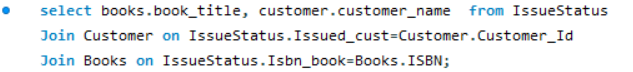 select books.book_title, customer.customer_name  from IssueStatus
Join Customer on IssueStatus.Issued_cust=Customer.Customer_Id
Join Books on IssueStatus.Isbn_book=Books.ISBN;